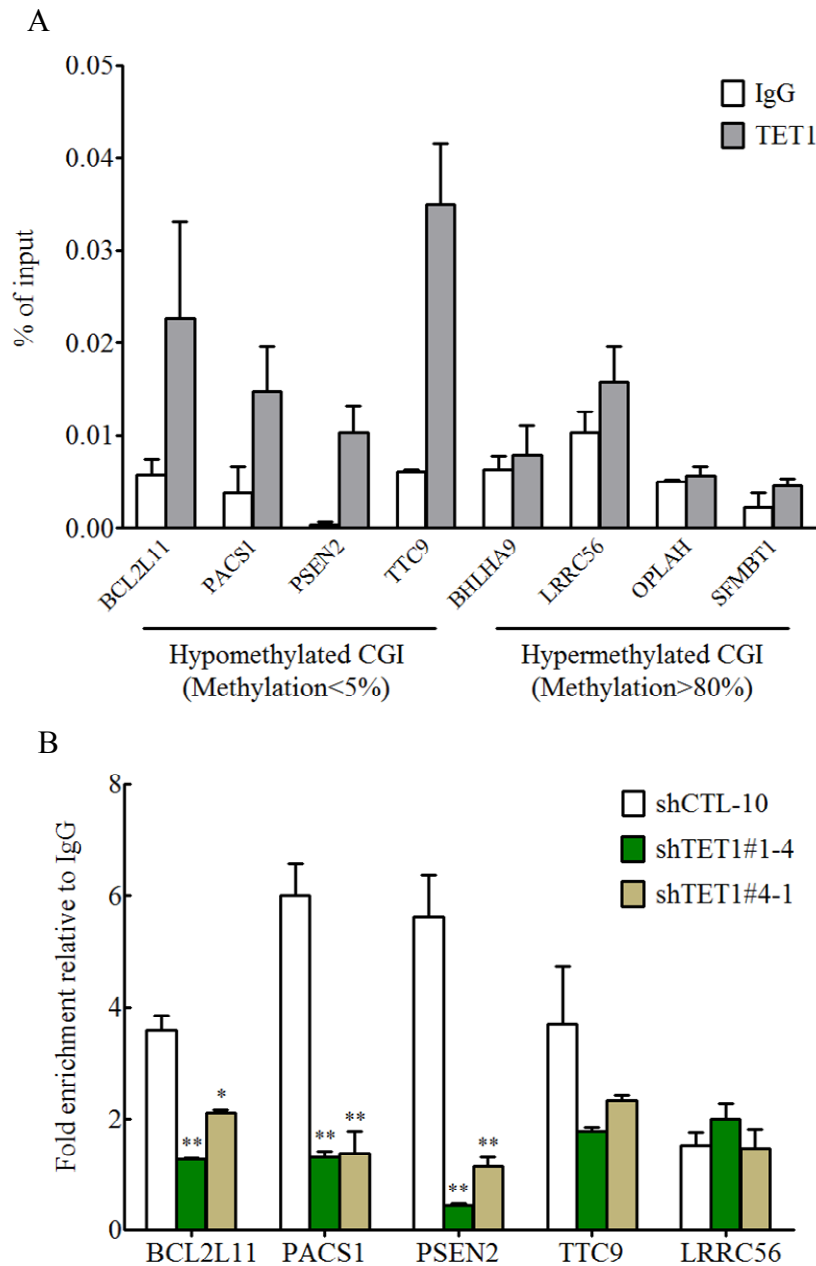 A
0.05
0.04
0.03
0.02
0.01
0.00
% of input
IgG
TET1
BCL2L11
PACS1
PSEN2
TTC9
BHLHA9
LRRC56
OPLAH
SFMBT1
Hypomethylated CGI
(Methylation<5%)
Hypermethylated CGI
(Methylation>80%)
B
8
6
4
2
0
Fold enrichment relative to IgG
shCTL-10
shTET1#1-4
shTET1#4-1
**
*
**
**
**
**
BCL2L11
PACS1
PSEN2
TTC9
LRRC56